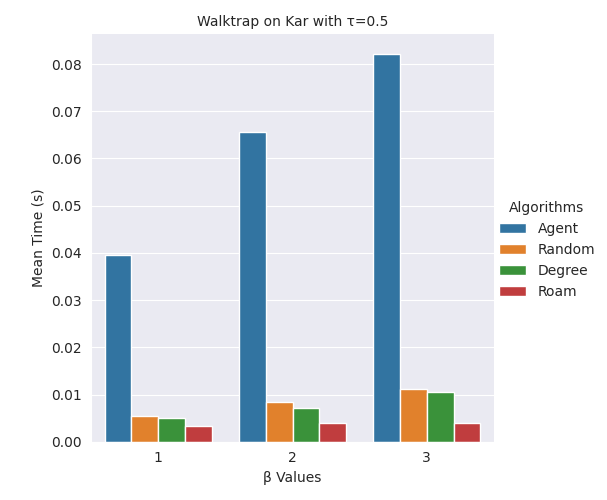 Walktrap on Kar with τ=0.5
Mean Time (s)
0.08
0.07
0.06
0.05
0.04
0.03
0.02
0.01
0.00
1
2
3
β Values
Algorithms
Agent
Random
Degree
Roam